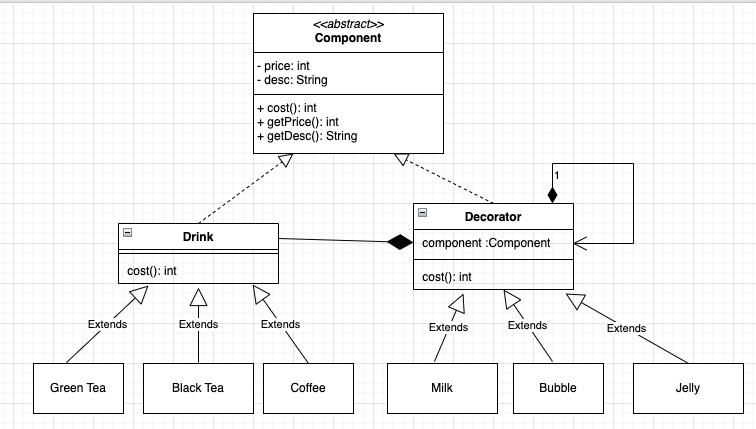 <<abstract>>
Component
- price: int
- desc: String
+ cost(): int
+ getPrice(): int
+ getDesc(): String
1
Drink
cost(): int
Decorator
component :Component
cost(): int
Extends
Extends
Extends
Extends
Extends
Extends
Green Tea
Black Tea
Coffee
Milk
Bubble
Jelly